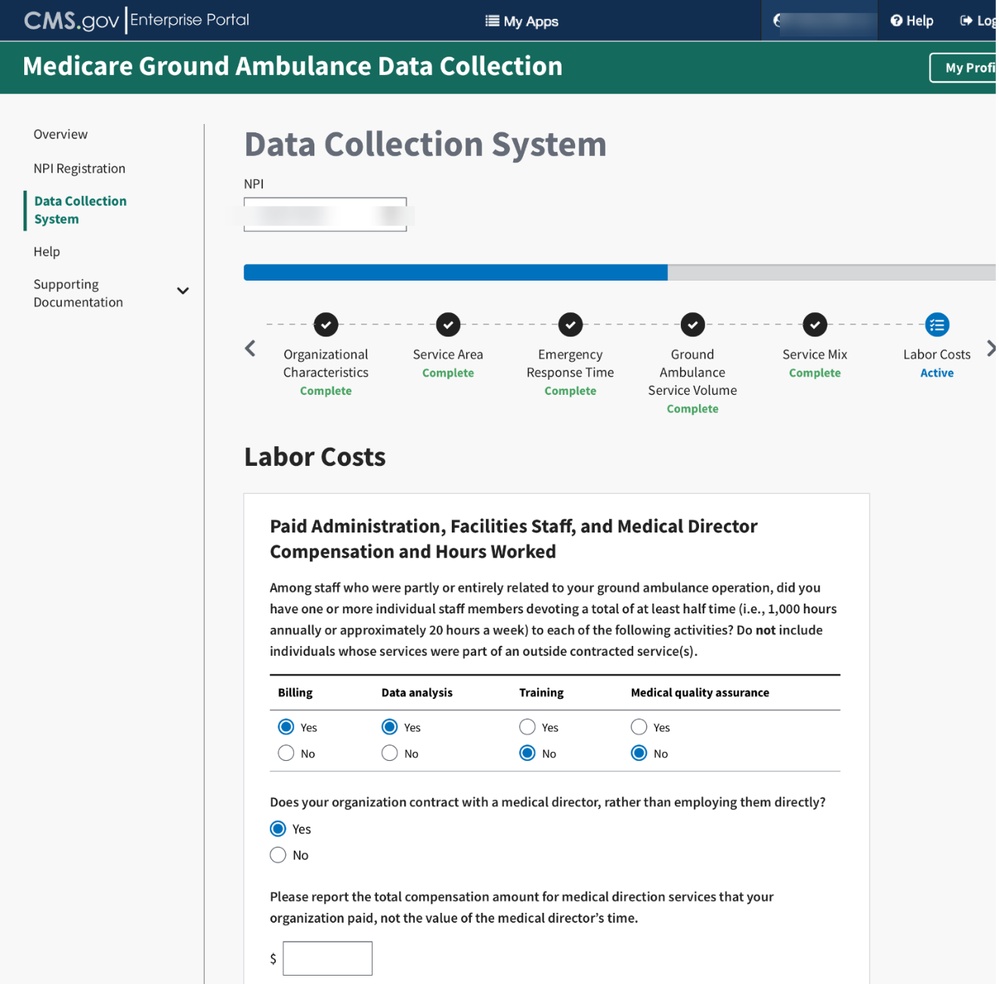 CMS.gov Enterprise Portal
My Apps
Help
Medicare Ground Ambulance Data Collection
My
Overview
NPI Registration
Data Collection
System
Help
Supporting
Documentation
Data Collection System
NPI
Organizational
Characteristics
Complete
Service Area
Complete
Emergency
Response Time
Complete
Ground
Ambulance
Service Volume
Complete
Service Mix
Complete
Labor Costs
Active
Labor Costs
Paid Administration, Facilities Staff, and Medical Director
Compensation and Hours Worked
Among staff who were partly or entirely related to your ground ambulance operation, did you
have one or more individual staff members devoting a total of at least half time (i.e., 1,000 hours
annually or approximately 20 hours a week) to each of the following activities? Do not include
individuals whose services were part of an outside contracted service(s).
Billing Data analysis Training Medical quality assurance
Yes Yes Yes Yes
No No No No
Does your organization contract with a medical director, rather than employing them directly?
Yes
No
Please report the total compensation amount for medical direction services that your
organization paid, not the value of the medical director’s time.
$